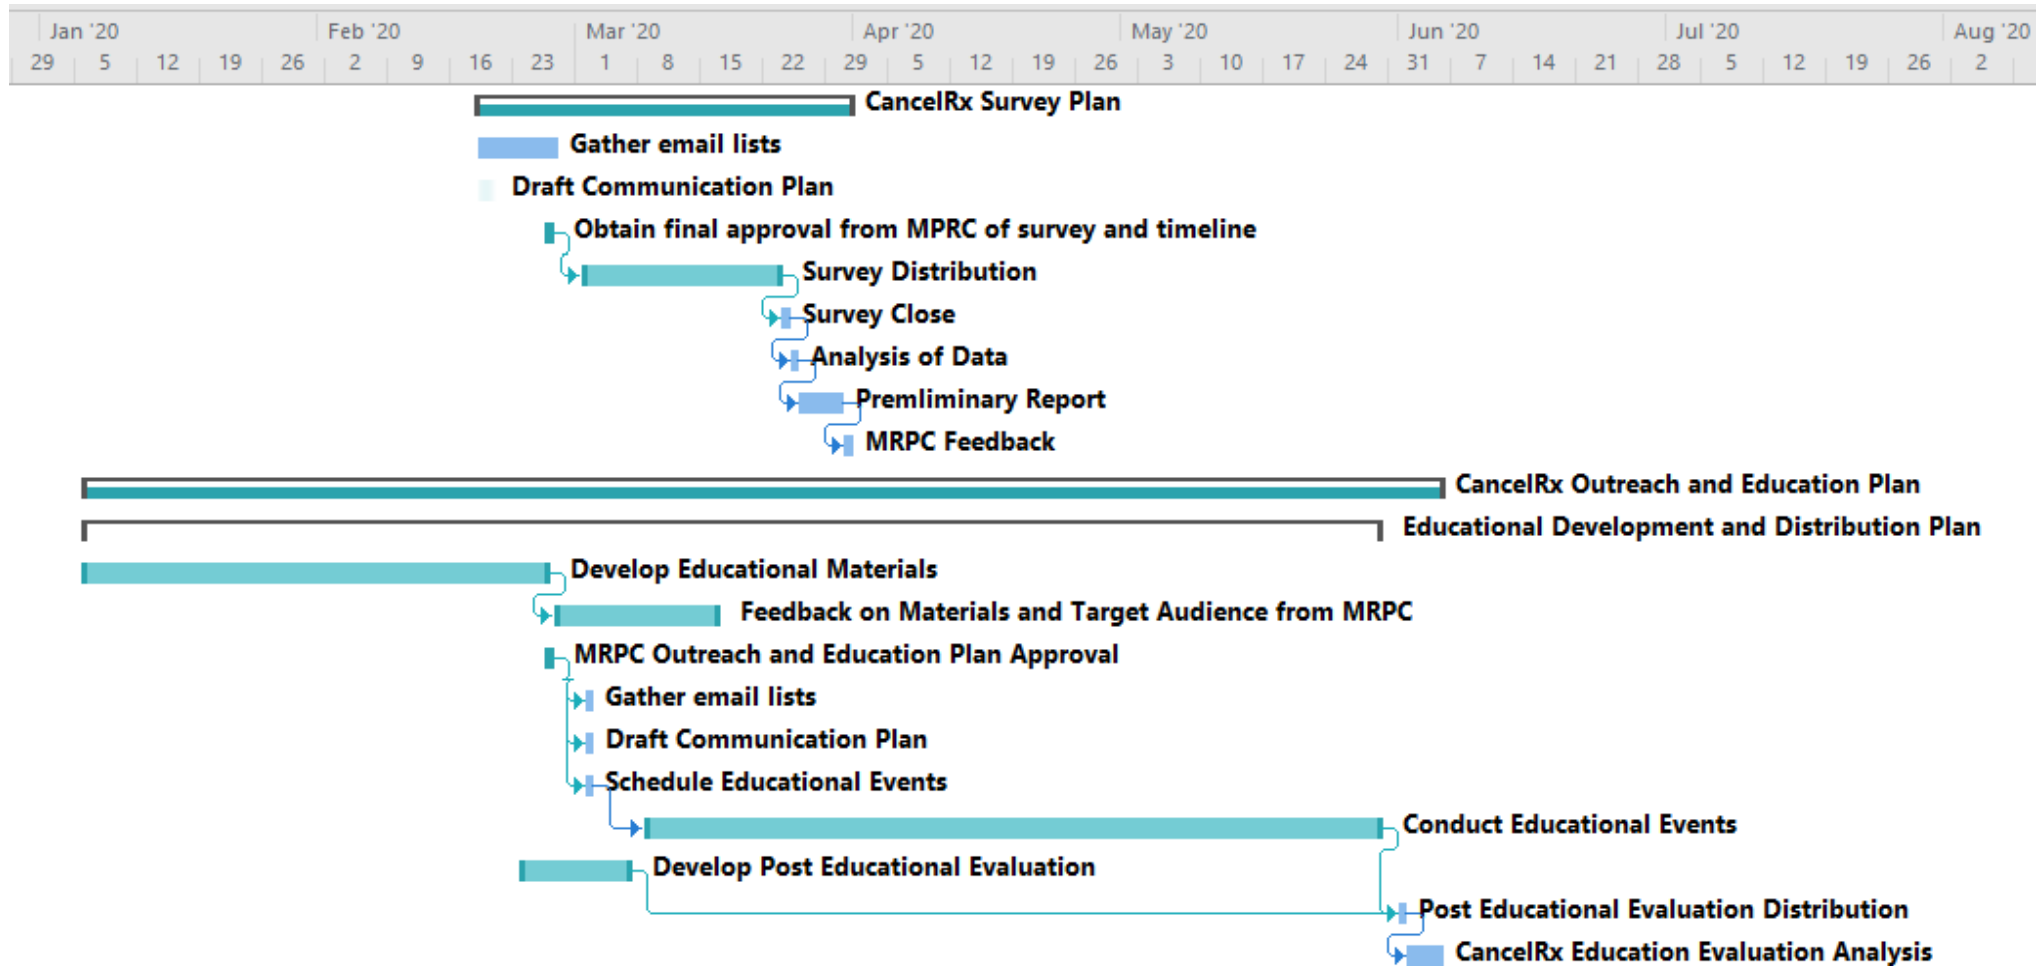 Jan '20 Feb '20 Mar '20 Apr '20 May '20 Jun '20 Jul '20 Aug '20
29 5 12 19 26 2 9 16 23 1 8 15 22 29 5 12 19 26 3 10 17 24 31 7 14 21 28 5 12 19 26 2
CancelRx Survey Plan
Gather email lists
Draft Communication Plan
Obtain final approval from MPRC of survey and timeline
Survey Distribution
Survey Close
Analysis of Data
Premliminary Report
MRPC Feedback
CancelRx Outreach and Education Plan
Educational Development and Distribution Plan
Develop Educational Materials
Feedback on Materials and Target Audience from MRPC
MRPC Outreach and Education Plan Approval
Gather email lists
Draft Communication Plan
Schedule Educational Events
Conduct Educational Events
Develop Post Educational Evaluation
Post Educational Evaluation Distribution
CancelRx Education Evaluation Analysis